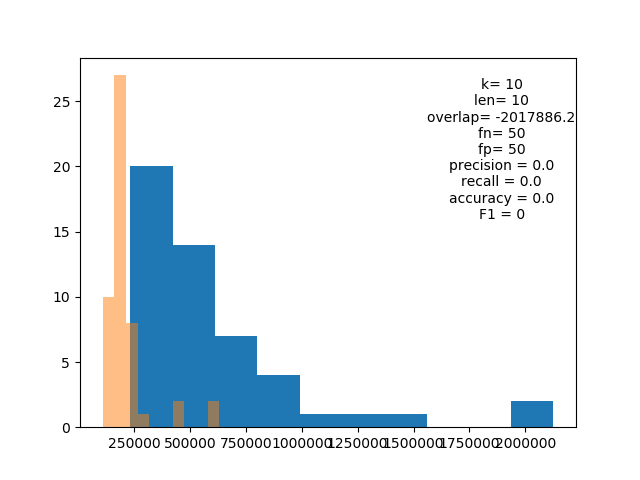 k= 10
len= 10
overlap= -2017886.2
fn= 50
fp= 50
precision = 0.0
recall = 0.0
accuracy = 0.0
F1 = 0
25
20
15
10
5
0
250000 500000 750000 1000000 1250000 1500000 1750000 2000000